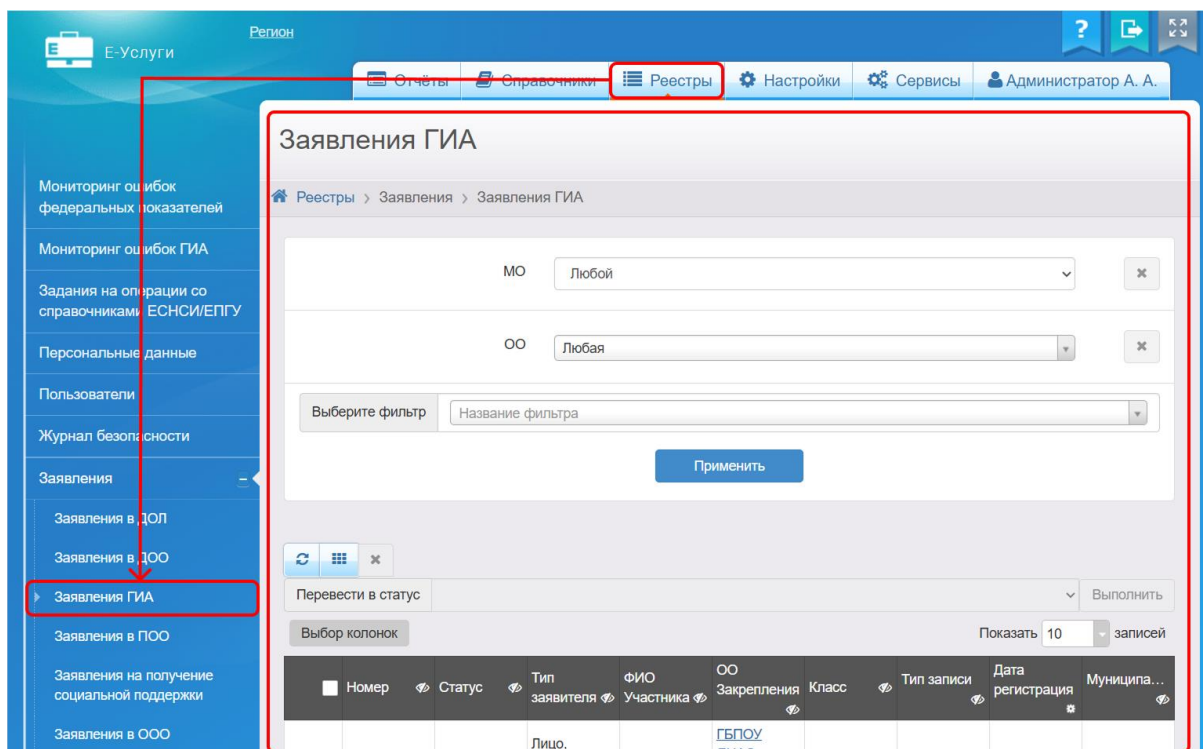 Регион
Е-Услуги
Отчёты Справочники Реестры Настройки Сервисы Администратор А. А.
Заявления ГИА
Реестры > Заявления > Заявления ГИА
Мониторинг ошибок
федеральных показателей
Мониторинг ошибок ГИА
Задания на операции со
справочниками ЕСНСИ/ЕПГУ
Персональные данные
Пользователи
Журнал безопасности
Заявления
Заявления в ДОЛ
Заявления в ДОО
Заявления ГИА
Заявления в ПОО
Заявления на получение
социальной поддержки
Заявления в ООО
МО Любой
ОО Любая
Выберите фильтр Название фильтра
Применить
Перевести в статус Выполнить
Выбор колонок Показать 10 записей
Номер Статус Тип
заявителя ФИО
Участника ОО
Закрепления Класс Тип записи Дата
регистрация Муниципа...
Лицо,
ГБПОУ